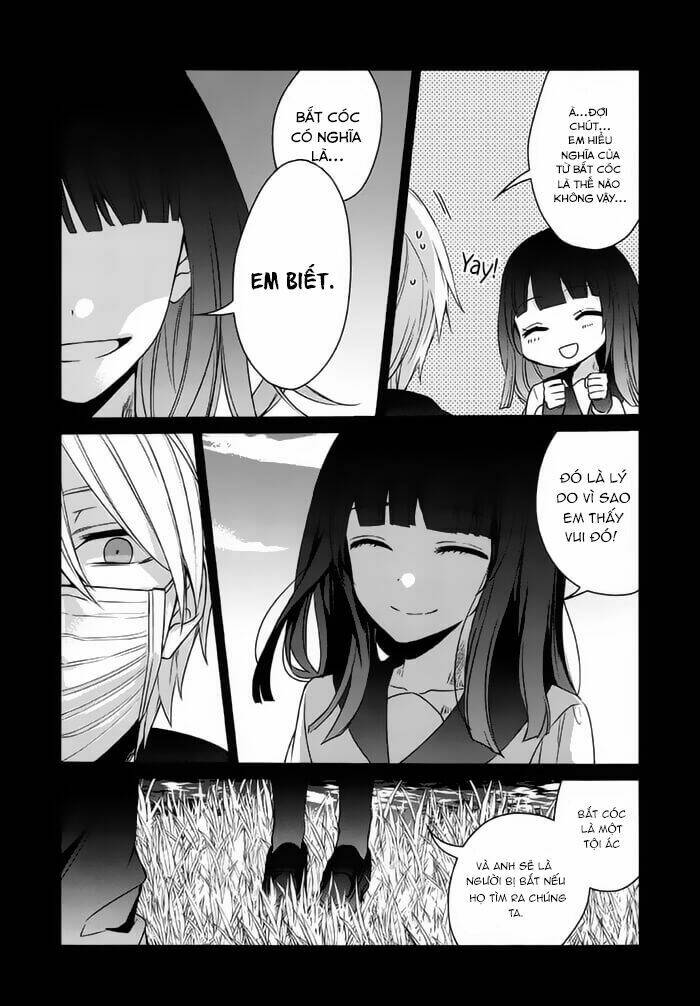 À...ĐỢI
CHÚT...
EM HIỂU
NGHĨA CỦA
TỪ BẮT CÓC
LÀ THẾ NÀO
KHÔNG VẬY...
Yay!
BẮT CÓC
CÓ NGHĨA
LÀ...
EM BIẾT.
ĐÓ LÀ LÝ
DO VÌ SAO
EM THẤY
VUI ĐÓ!
BẮT CÓC
LÀ MỘT
TỘI ÁC
VÀ ANH SẼ LÀ
NGƯỜI BỊ BẮT NẾU
HỌ TÌM RA CHÚNG
TA.